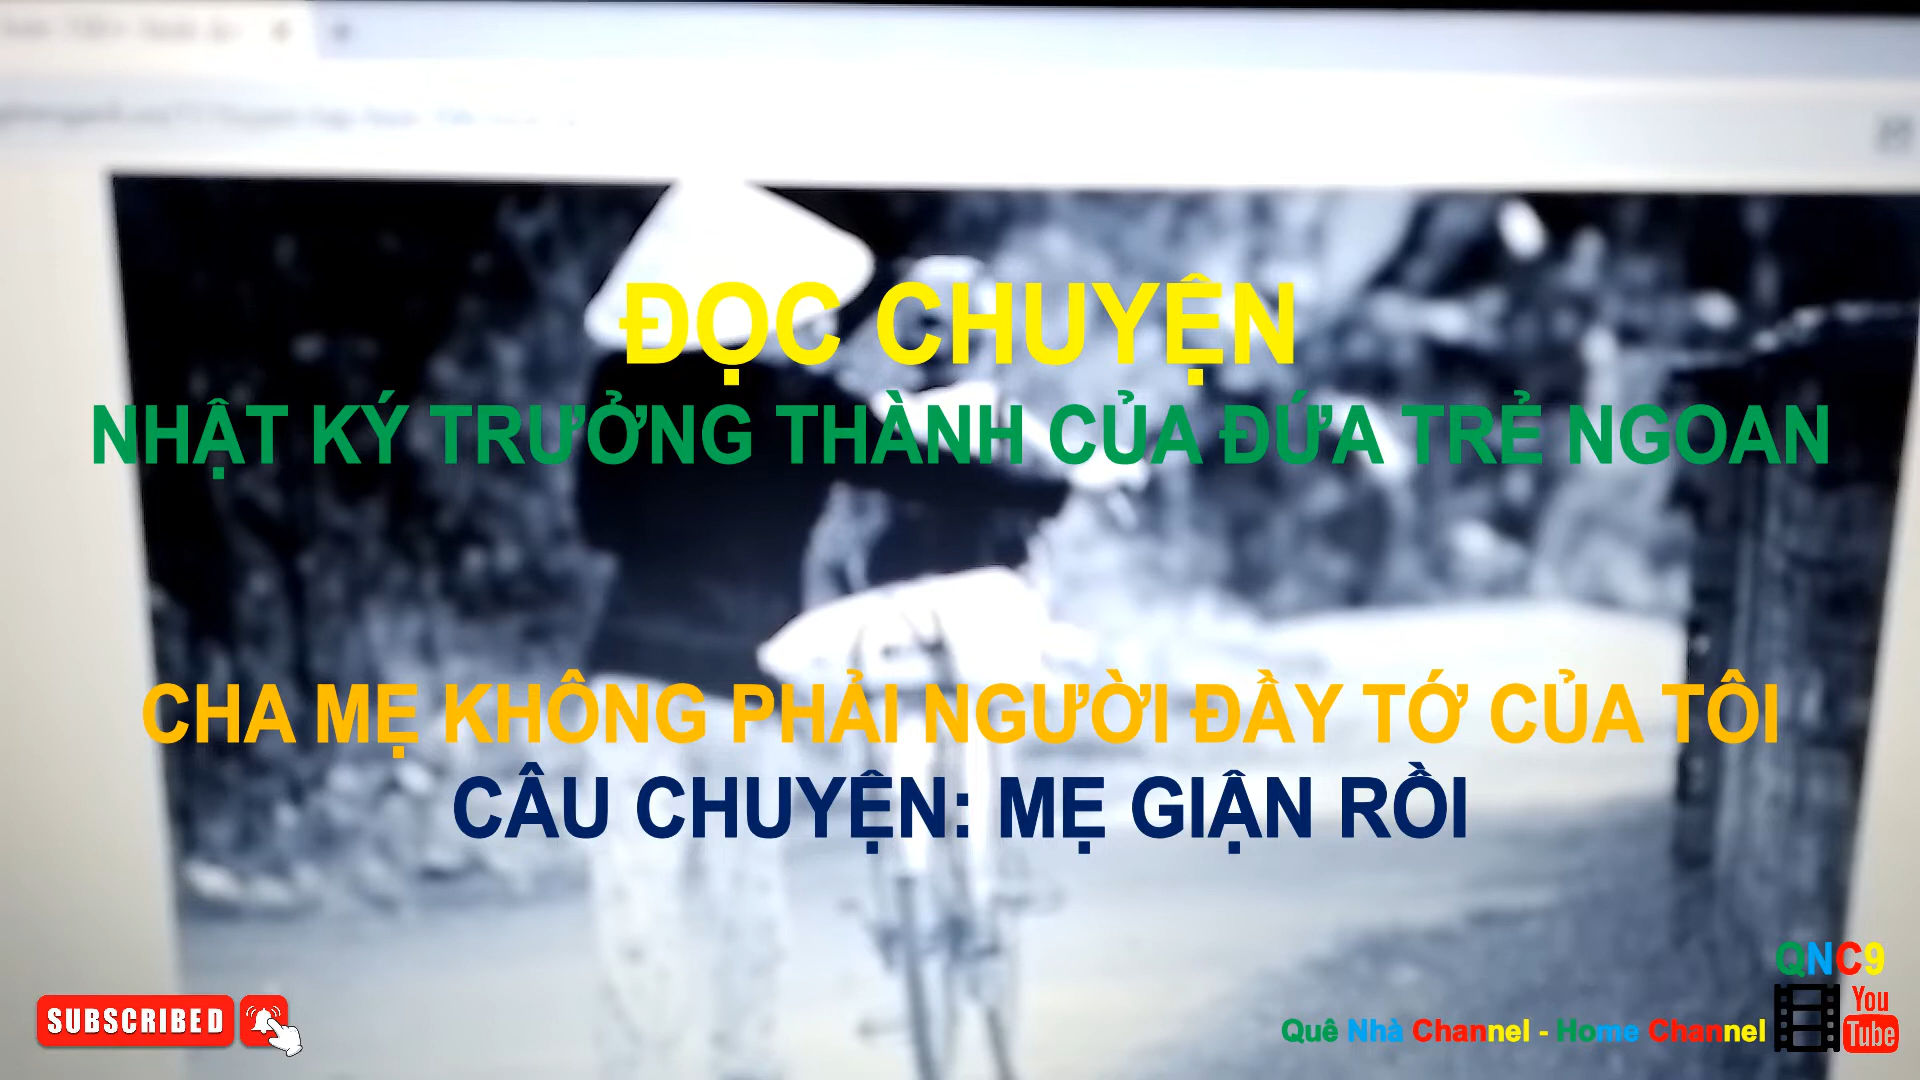 ĐỌC CHUYỆN
NHẬT KÝ TRƯỞNG THÀNH CỦA ĐỨA TRẺ NGOAN
CHA MẸ KHÔNG PHẢI NGƯỜI ĐẦY TỚ CỦA TÔI
CÂU CHUYỆN: MẸ GIẬN RỒI
QNC9
SUBSCRIBED
Quê Nhà Channel - Home Channel
You
Tube